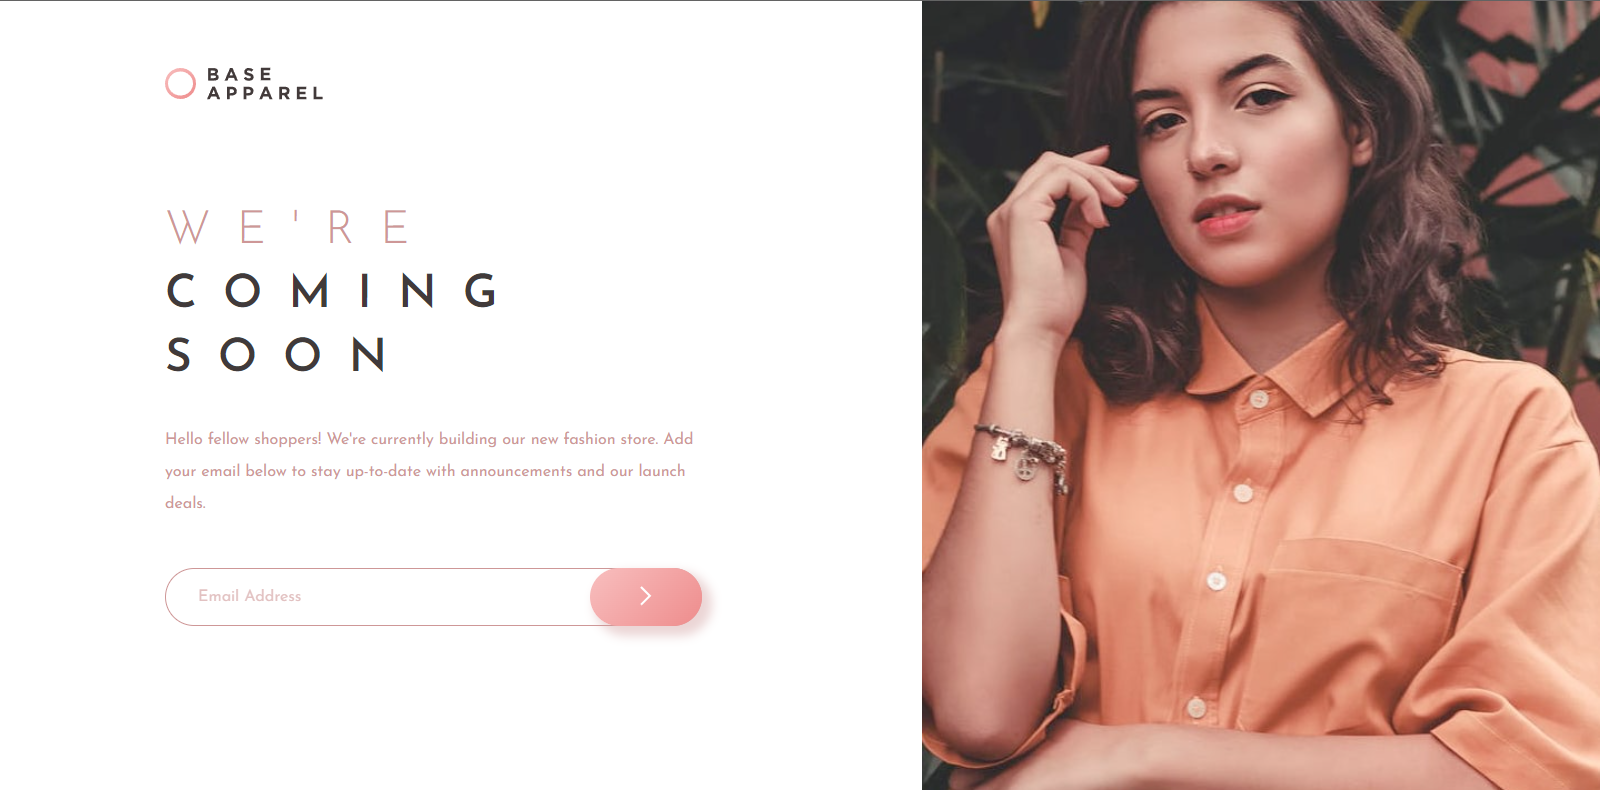 BASE
APPAREL
WE'RE
COMING
SOON
Hello fellow shoppers! We're currently building our new fashion store. Add
your email below to stay up-to-date with announcements and our launch
deals.
Email Address